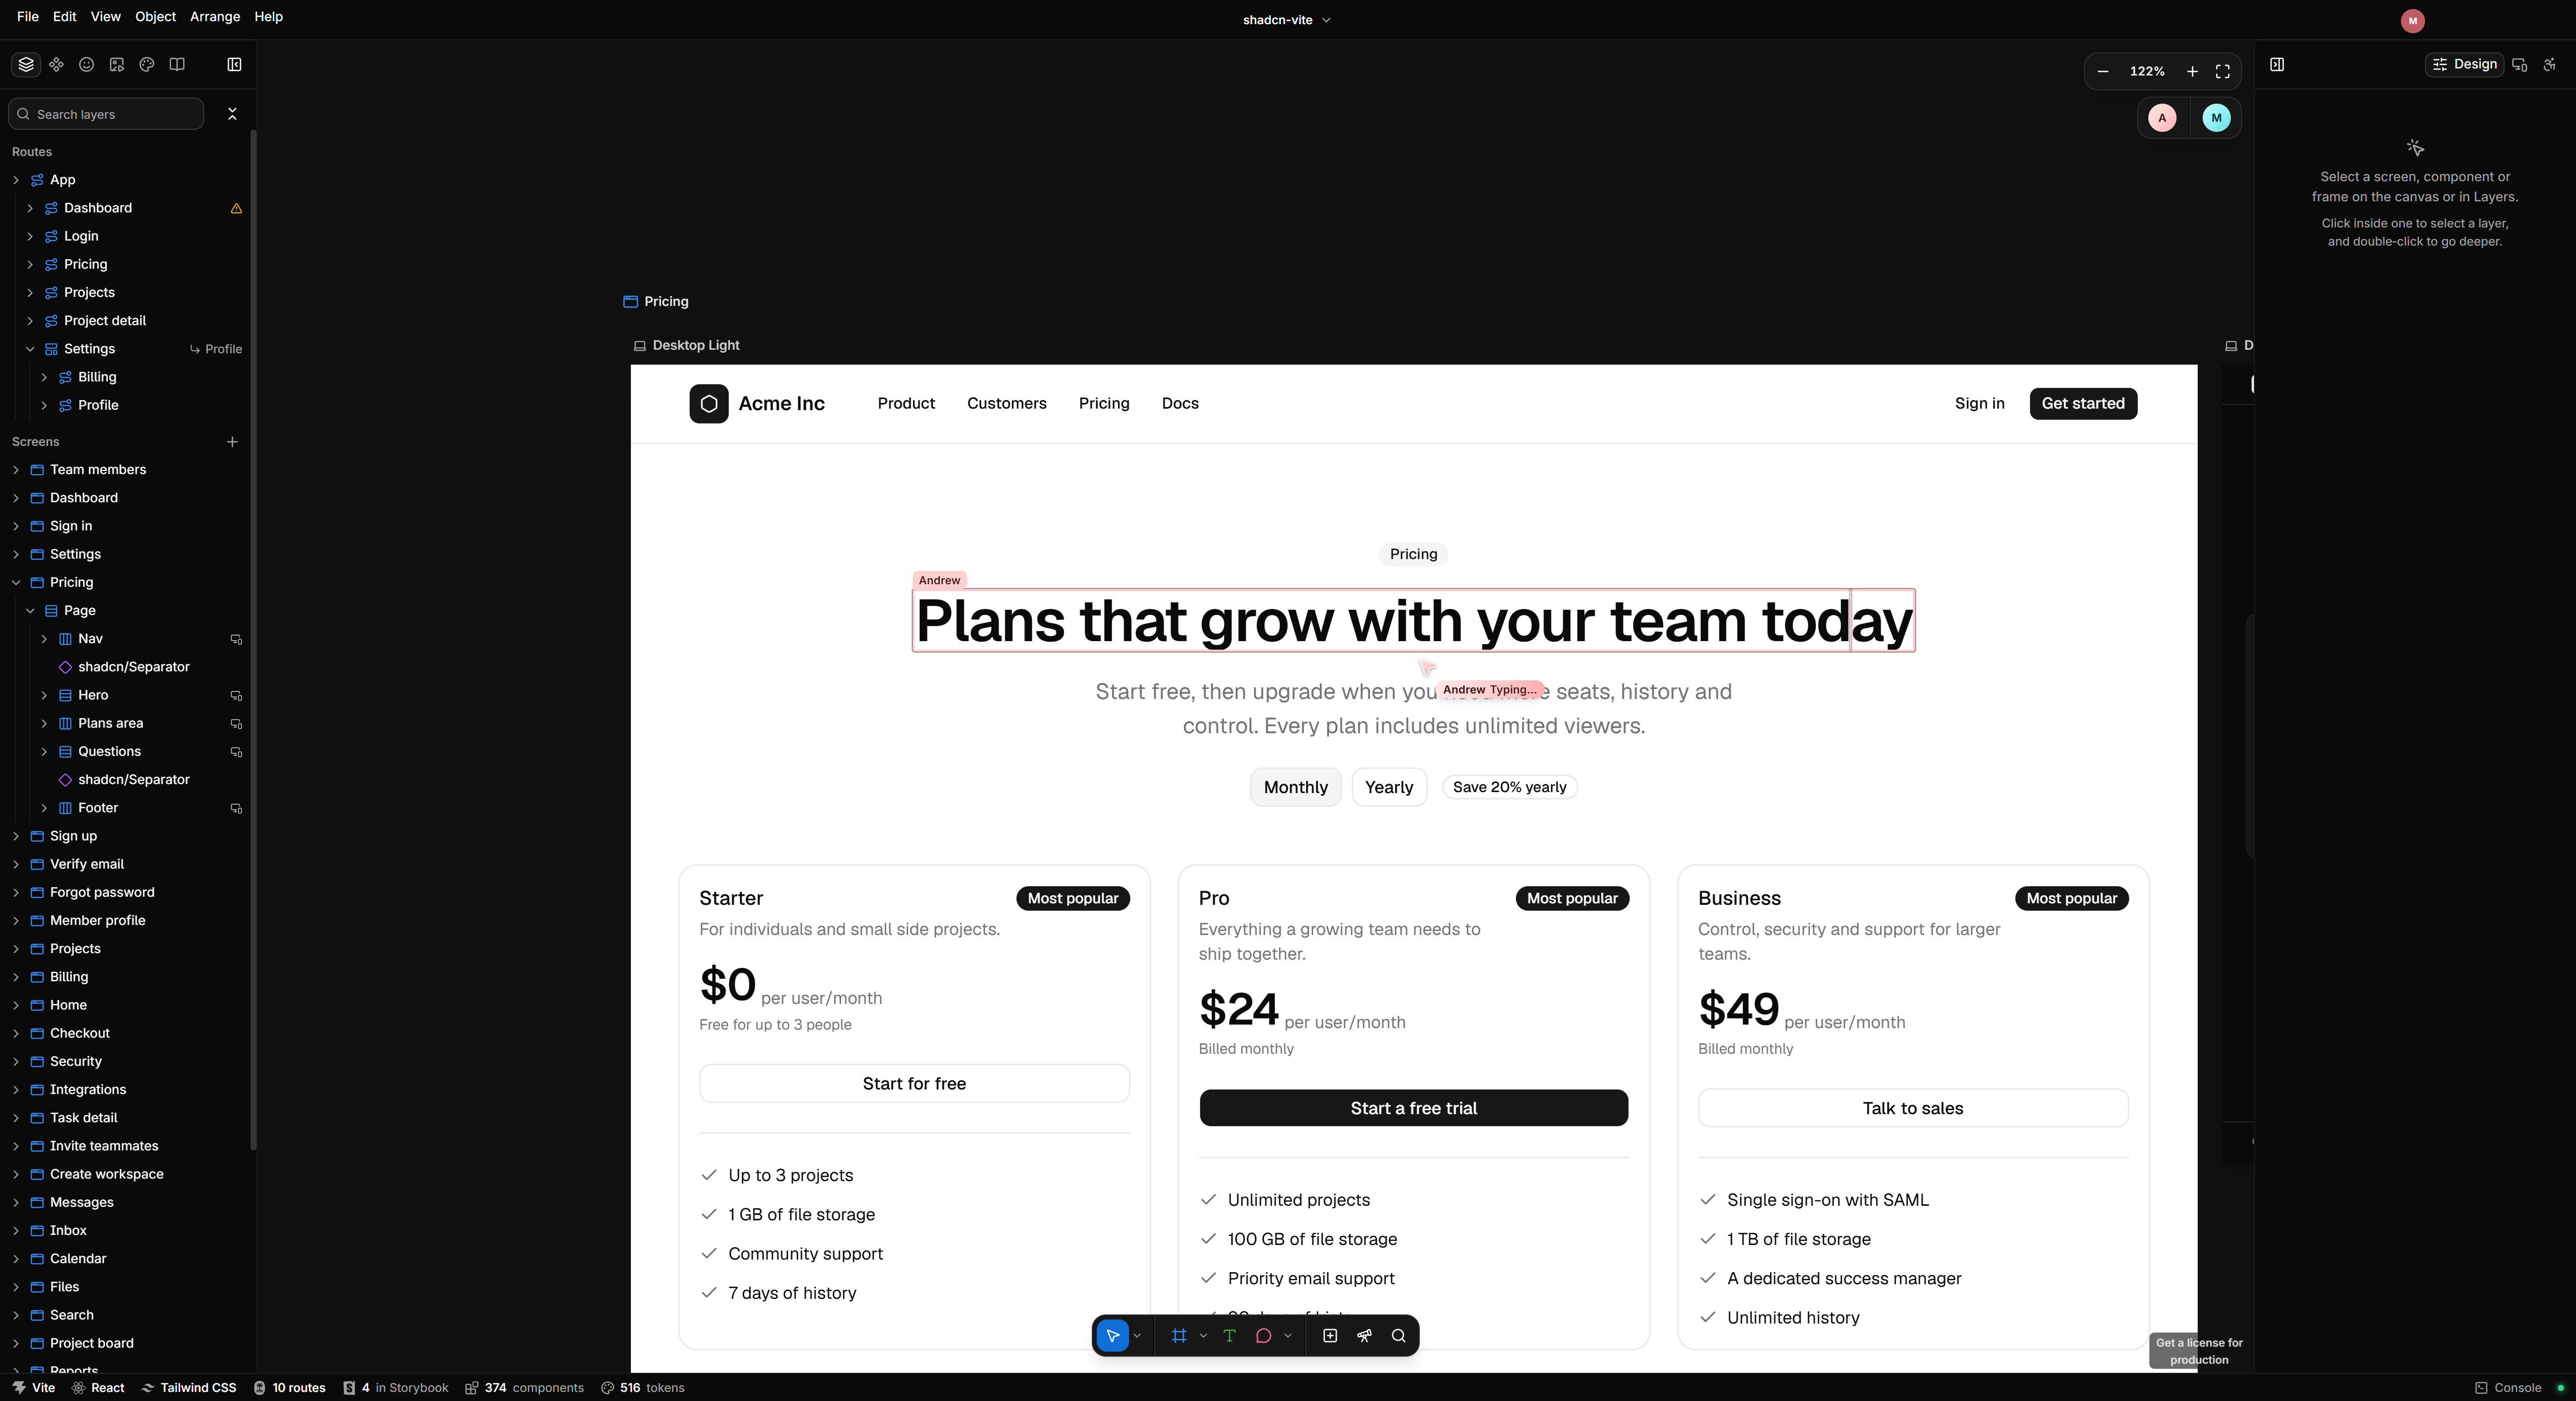 File Edit View Object Arrange Help
shadcn-vite
M
122%
Design
A
M
Search layers
Select a screen, component or
frame on the canvas or in Layers.
Click inside one to select a layer,
and double-click to go deeper.
Routes
App
Dashboard
Login
Pricing
Projects
Project detail
Settings Profile
Billing
Profile
Screens
Team members
Dashboard
Sign in
Settings
Pricing
Page
Nav
shadcn/Separator
Hero
Plans area
Questions
shadcn/Separator
Footer
Sign up
Verify email
Forgot password
Member profile
Projects
Billing
Home
Checkout
Security
Integrations
Task detail
Invite teammates
Create workspace
Messages
Inbox
Calendar
Files
Search
Project board
Reports
Pricing
Desktop Light
D
Acme Inc Product Customers Pricing Docs Sign in Get started
Pricing
Andrew
Plans that grow with your team today
Andrew Typing...
Start free, then upgrade when you seats, history and
control. Every plan includes unlimited viewers.
Monthly Yearly Save 20% yearly
Starter Most popular
For individuals and small side projects.
$0 per user/month
Free for up to 3 people
Start for free
Up to 3 projects
1 GB of file storage
Community support
7 days of history
Pro Most popular
Everything a growing team needs to
ship together.
$24 per user/month
Billed monthly
Start a free trial
Unlimited projects
100 GB of file storage
Priority email support
Business Most popular
Control, security and support for larger
teams.
$49 per user/month
Billed monthly
Talk to sales
Single sign-on with SAML
1 TB of file storage
A dedicated success manager
Unlimited history
Get a license for
production
Vite React Tailwind CSS 10 routes 4 in Storybook 374 components 516 tokens
Console